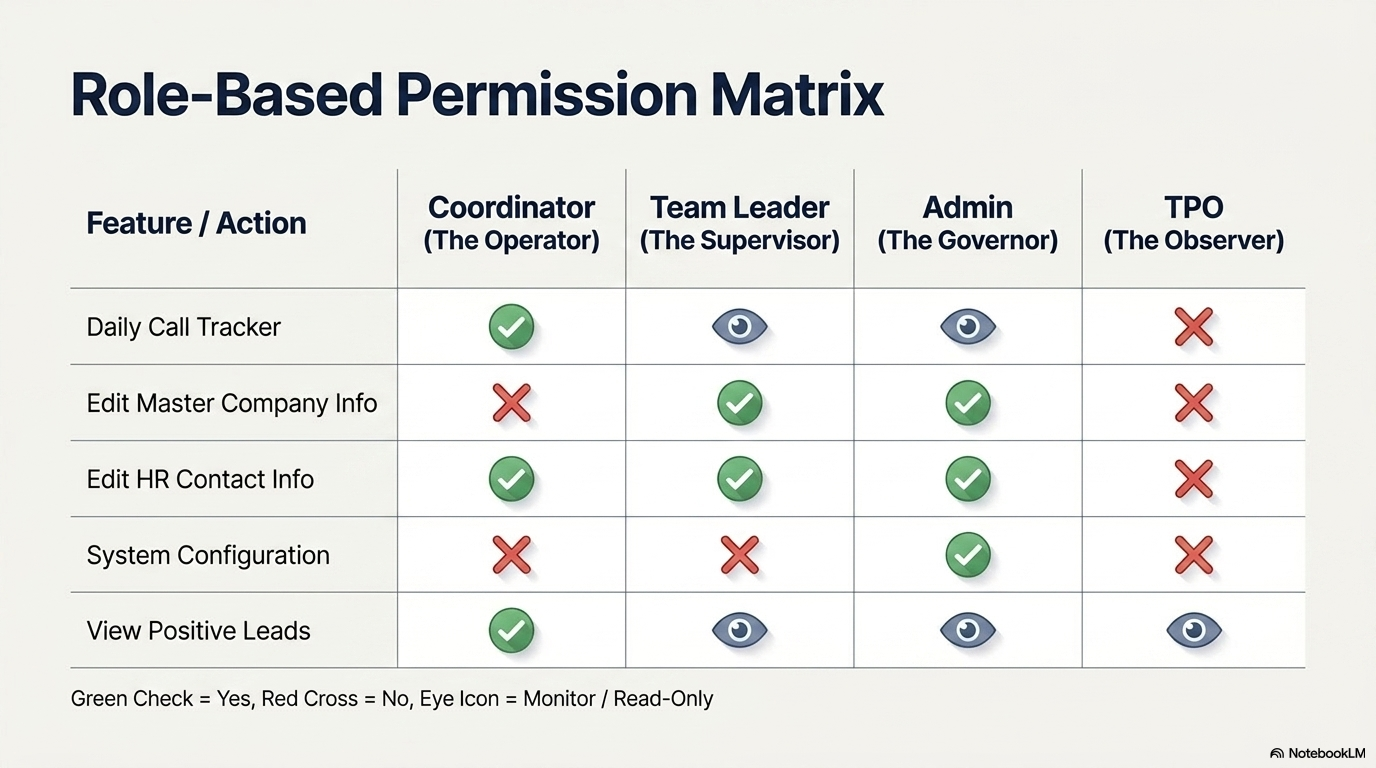 Role-Based Permission Matrix
Feature / Action
Coordinator
(The Operator)
Team Leader
(The Supervisor)
Admin
(The Governor)
TPO
(The Observer)
Daily Call Tracker
Edit Master Company Info
Edit HR Contact Info
System Configuration
View Positive Leads
Green Check = Yes, Red Cross = No, Eye Icon = Monitor / Read-Only
NotebookLM